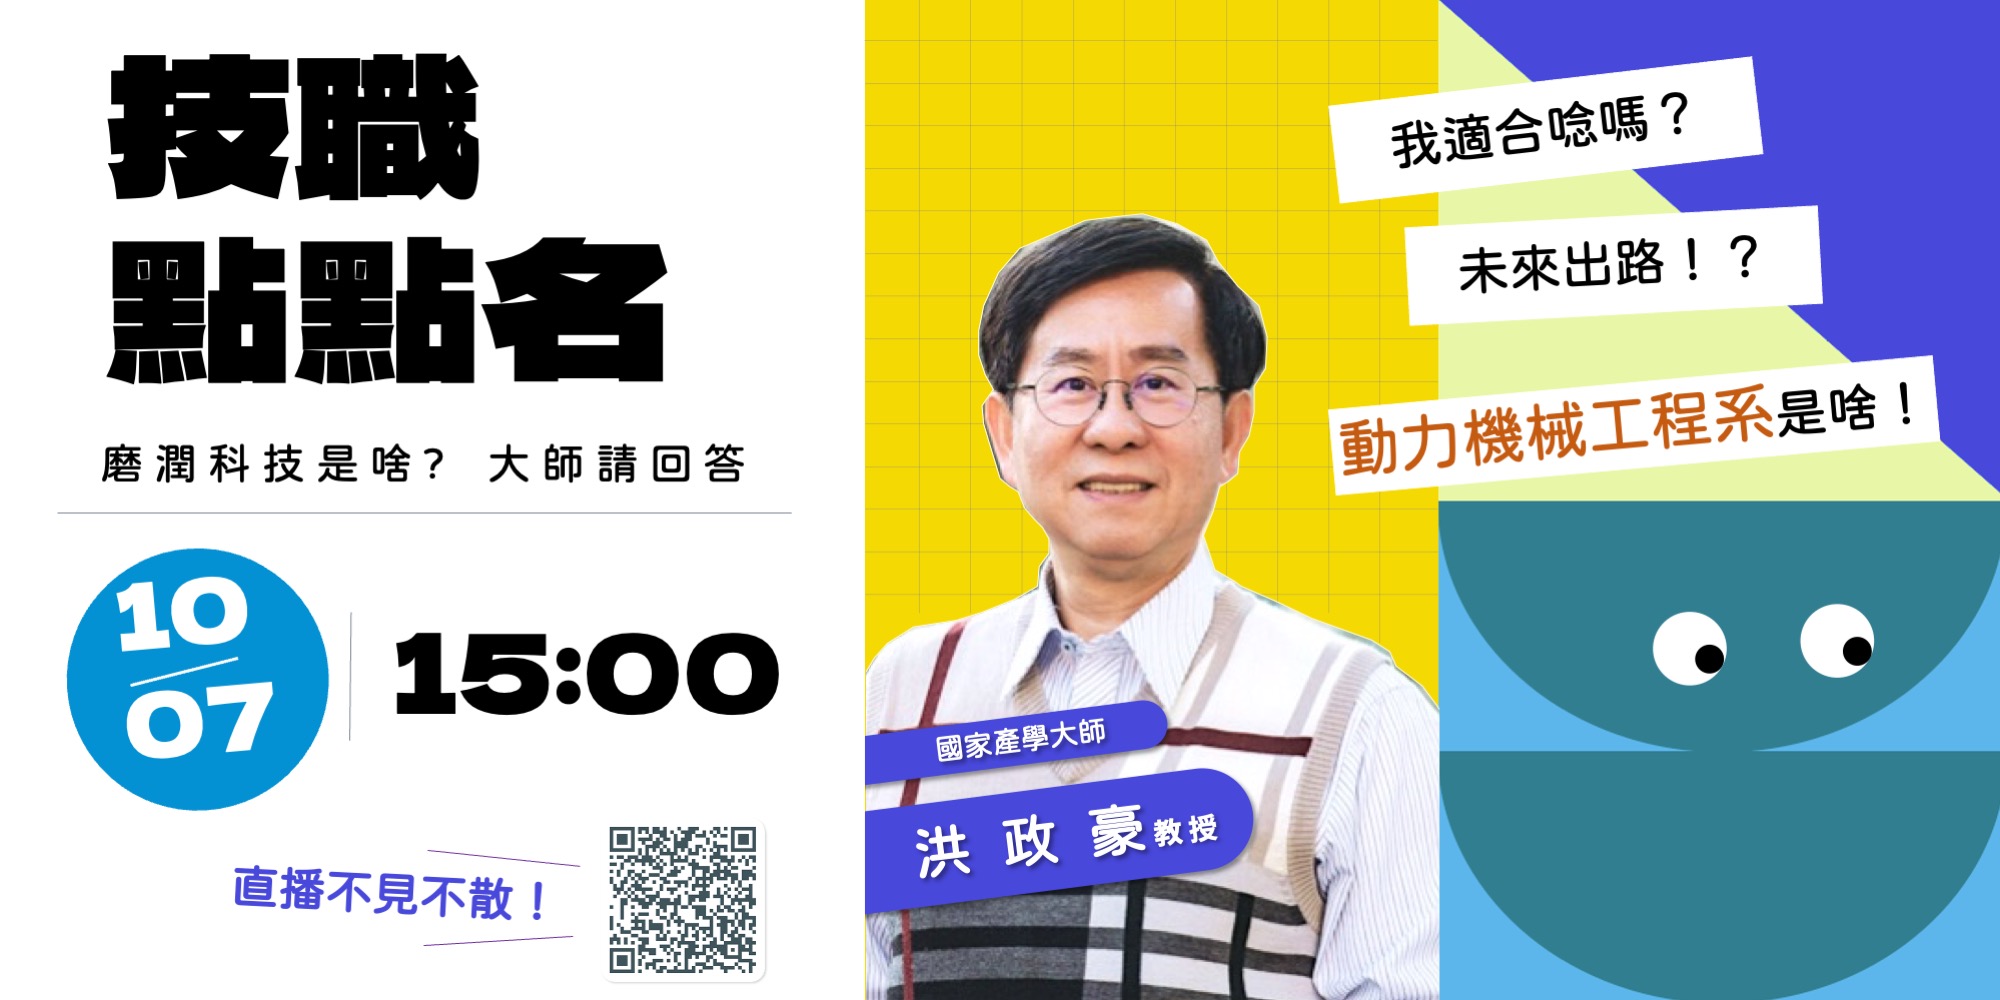 技職
點點名
磨潤科技是啥? 大師請回答
10
07
15:00
直播不見不散！
國家產學大師
洪政豪教授
我適合唸嗎？
未來出路！？
動力機械工程系是啥！